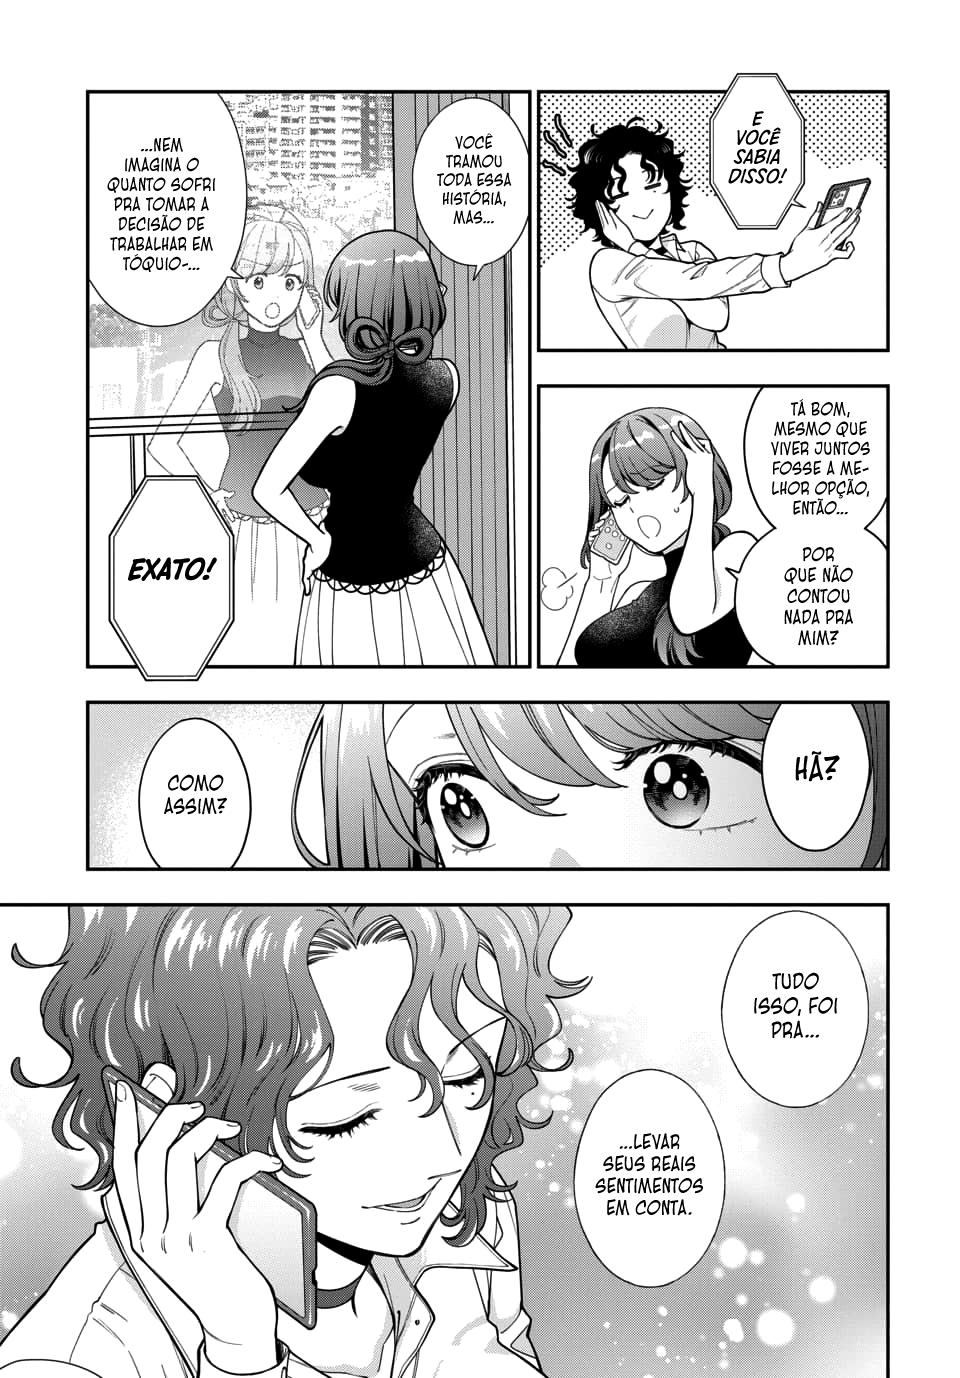 E
VOCÊ
SABIA
DISSO!
VOCÊ
TRAMOU
TODA ESSA
HISTÓRIA,
MAS...
...NEM
IMAGINA O
QUANTO SOFRI
PRA TOMAR A
DECISÃO DE
TRABALHAR EM
TÓQUIO-...
TÁ BOM,
MESMO QUE
VIVER JUNTOS
FOSSE A ME-
LHOR OPÇÃO,
ENTÃO...
POR
QUE NÃO
CONTOU
NADA PRA
MIM?
EXATO!
HÃ?
COMO
ASSIM?
TUDO
ISSO, FOI
PRA...
...LEVAR
SEUS REAIS
SENTIMENTOS
EM CONTA.